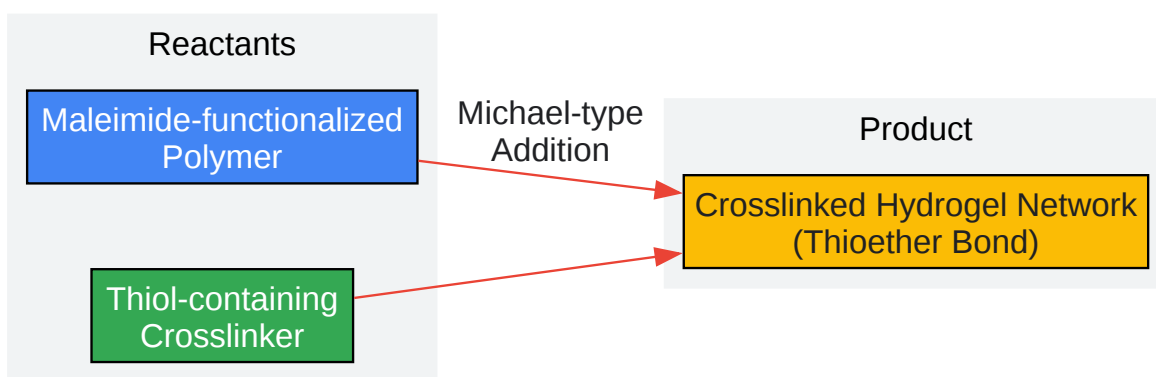 Reactants
Maleimide-functionalized
Polymer
Thiol-containing
Crosslinker
Michael-type
Addition
Product
Crosslinked Hydrogel Network
(Thioether Bond)